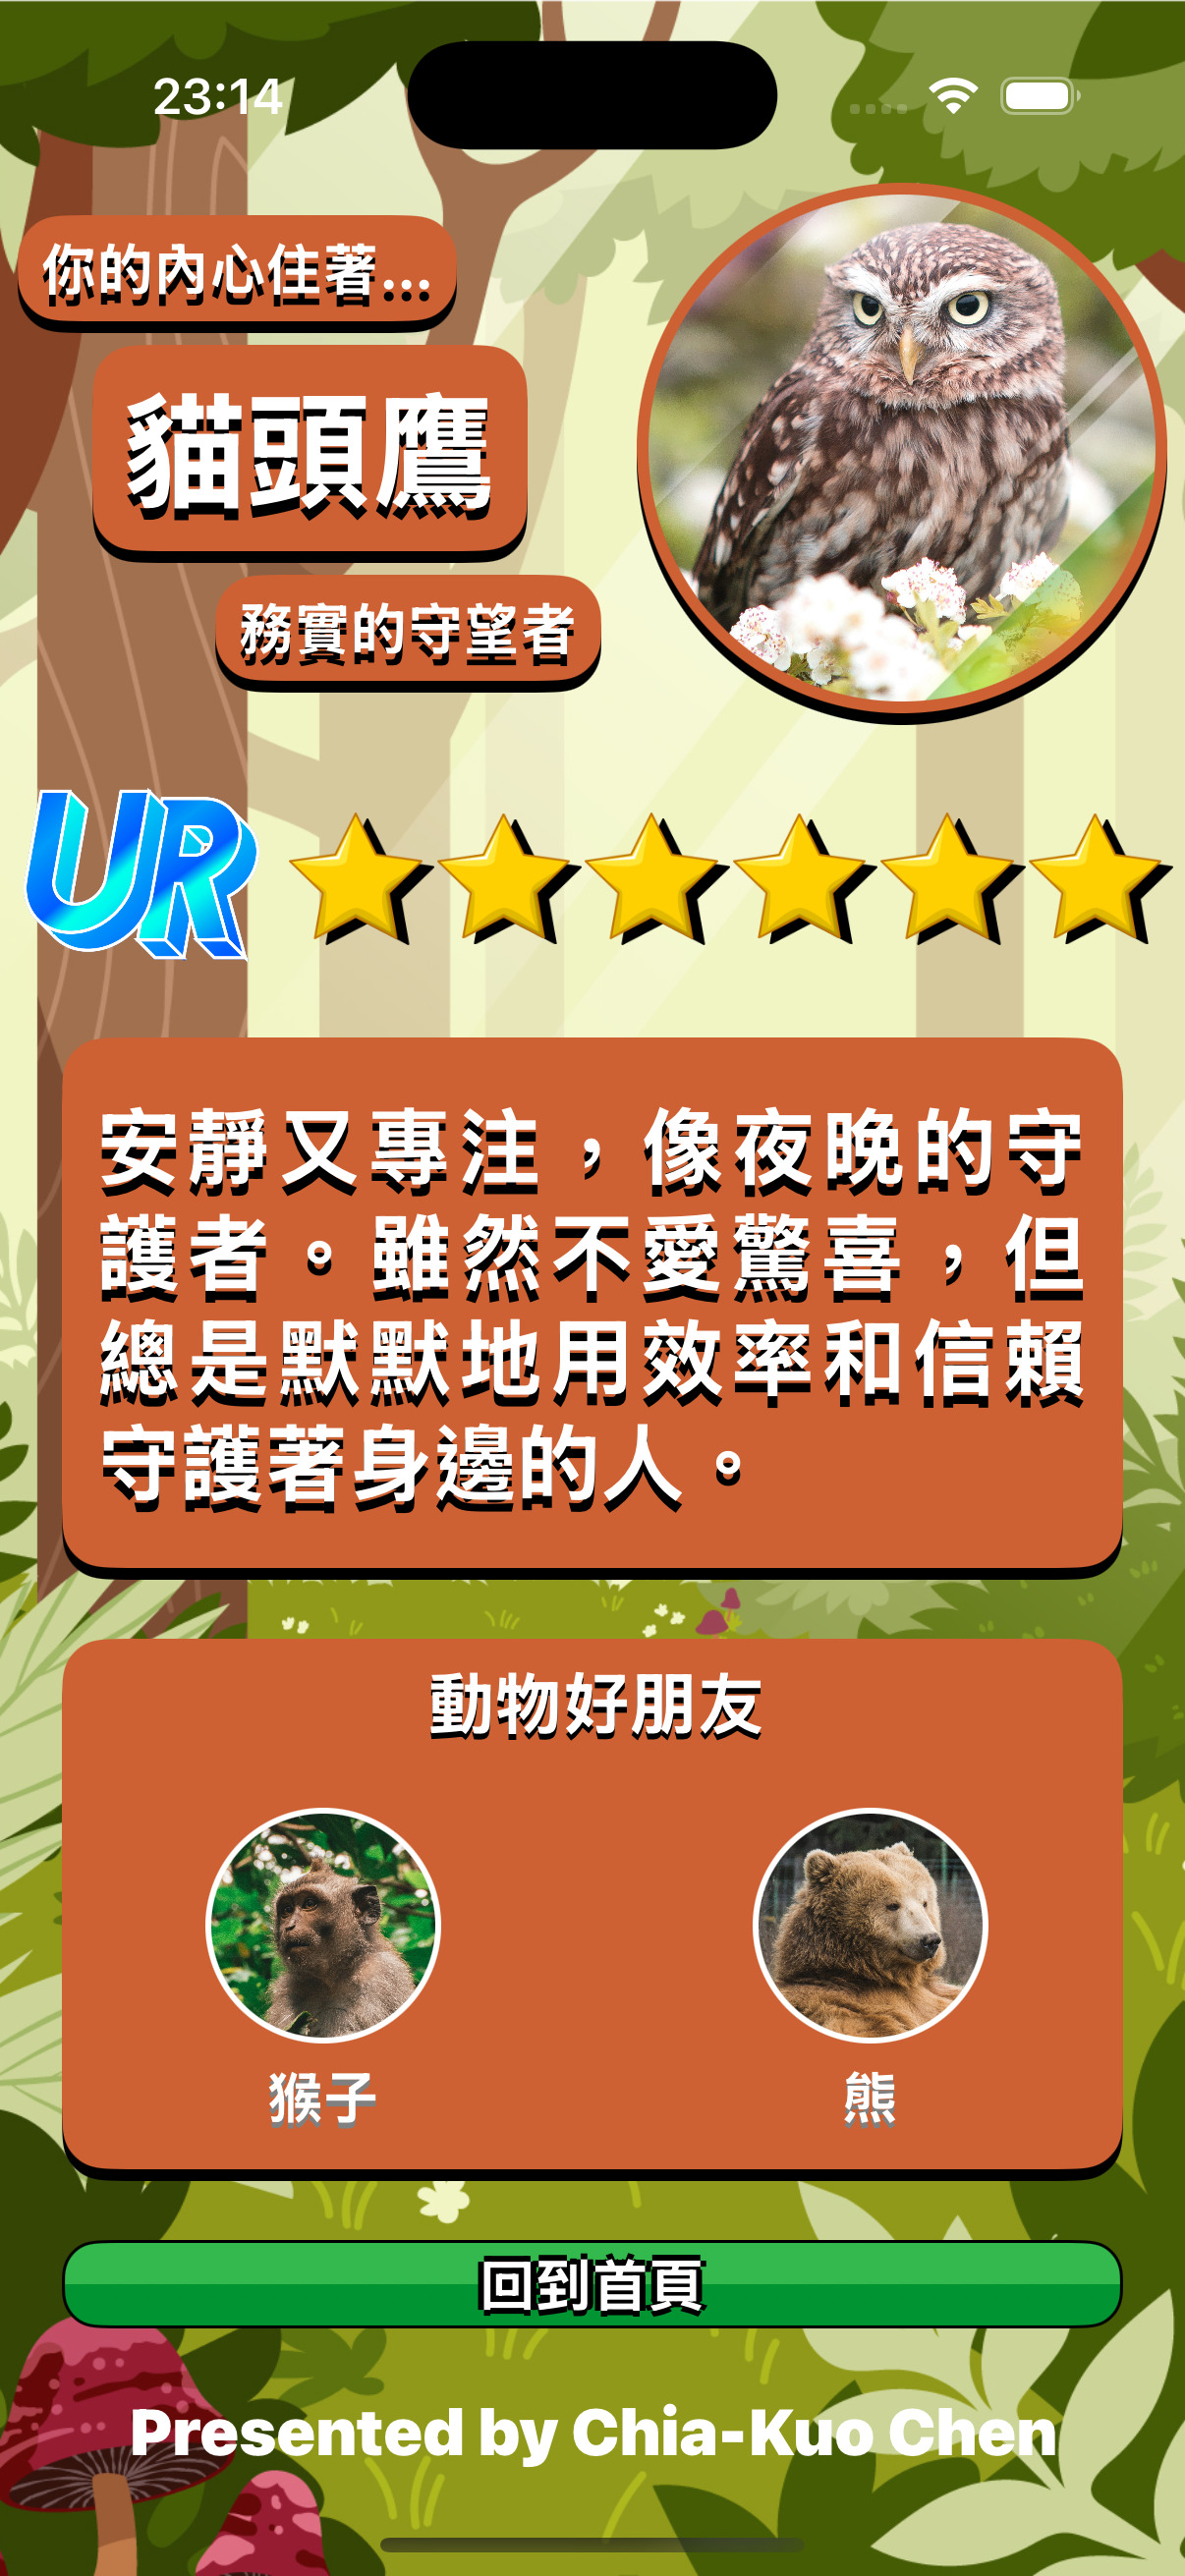 23:14
你的內心住著...
貓頭鷹
務實的守望者
UR
安靜又專注，像夜晚的守
護者。雖然不愛驚喜，但
總是默默地用效率和信賴
守護著身邊的人。
動物好朋友
猴子
熊
回到首頁
Presented by Chia-Kuo Chen